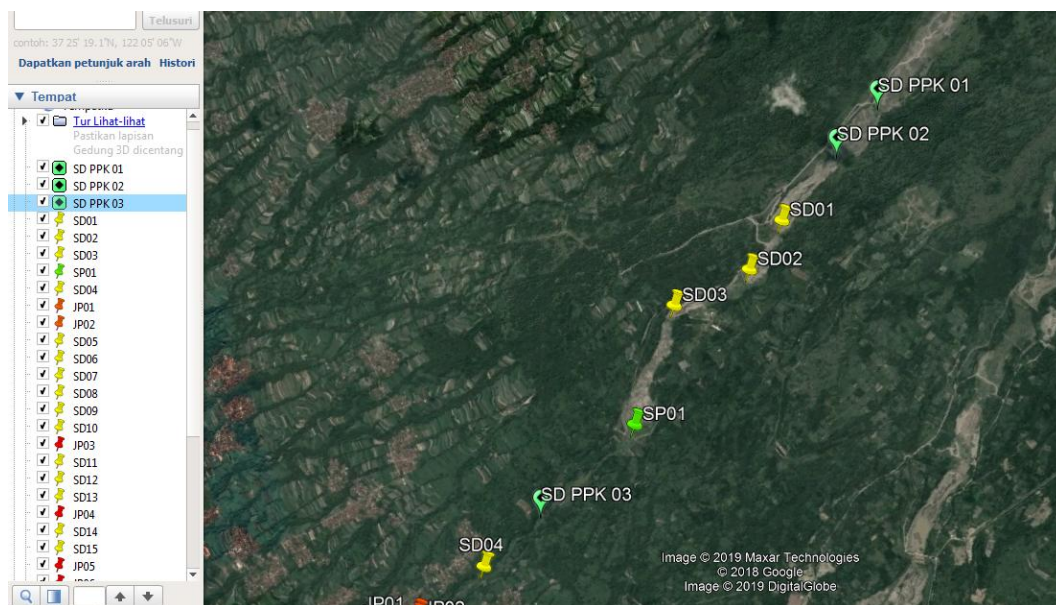 Telusuri
contoh: 37 25' 19.1"N, 122 05' 06"W
Dapatkan petunjuk arah Histori
Tempat
Tur Lihat-lihat
Pastikan lapisan
Gedung 3D dicentang
SD PPK 01
SD PPK 02
SD PPK 03
SD01
SD02
SD03
SP01
SD04
JP01
JP02
SD05
SD06
SD07
SD08
SD09
SD10
JP03
SD11
SD12
SD13
JP04
SD14
SD15
JP05
SD PPK 01
SD PPK 02
SD01
SD02
SD03
SP01
SD PPK 03
SD04
JP01 JP02
Image © 2019 Maxar Technologies
© 2018 Google
Image © 2019 DigitalGlobe